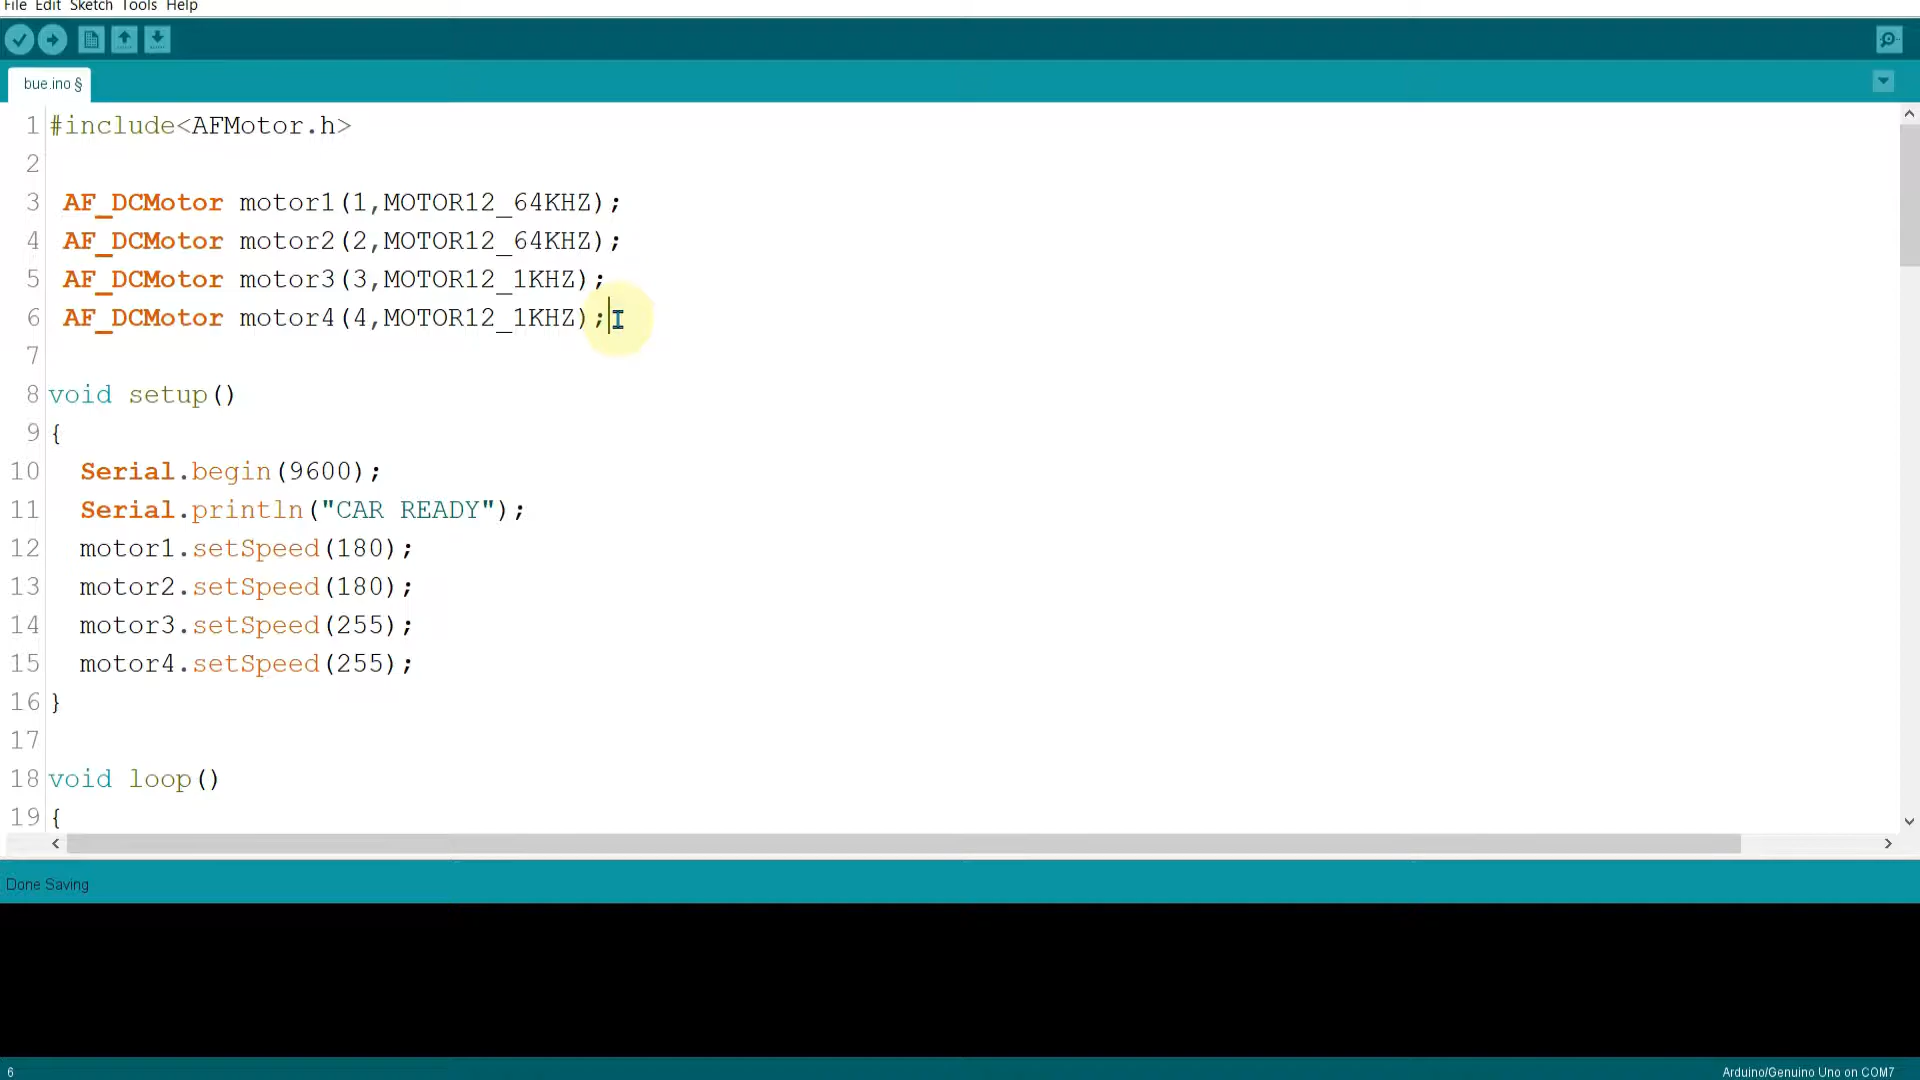 File Edit Sketch Tools Help
bue.ino §
1 #include<AFMotor.h>
2
3 AF_DCMotor motor1(1,MOTOR12_64KHZ);
4 AF_DCMotor motor2(2,MOTOR12_64KHZ);
5 AF_DCMotor motor3(3,MOTOR12_1KHZ);
6 AF_DCMotor motor4(4,MOTOR12_1KHZ);
7
8 void setup()
9 {
10 Serial.begin(9600);
11 Serial.println("CAR READY");
12 motor1.setSpeed(180);
13 motor2.setSpeed(180);
14 motor3.setSpeed(255);
15 motor4.setSpeed(255);
16 }
17
18 void loop()
19 {
Done Saving
6 Arduino/Genuino Uno on COM7